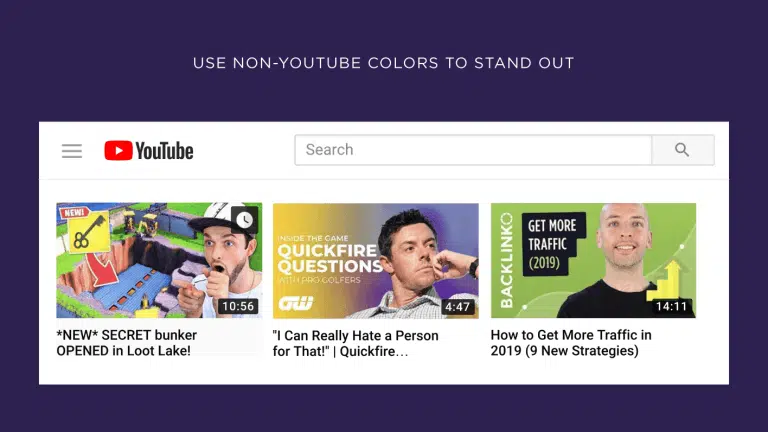 USE NON-YOUTUBE COLORS TO STAND OUT
YouTube
Search
NEW!
10:56
INSIDE THE GAME
QUICKFIRE
QUESTIONS
WITH PRO GOLFERS
GW
4:47
BACKLINKO
GET MORE
TRAFFIC
(2019)
14:11
*NEW* SECRET bunker
OPENED in Loot Lake!
"I Can Really Hate a Person
for That!" | Quickfire…
How to Get More Traffic in
2019 (9 New Strategies)